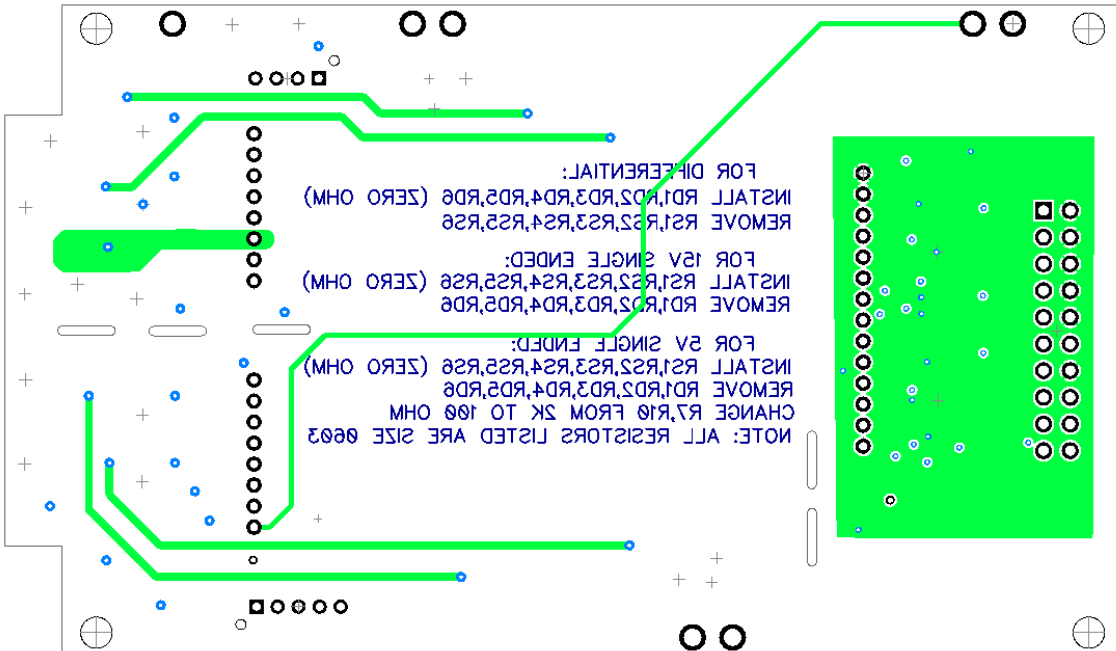 FOR DIFFERENTIAL:
INSTALL RD1,RD2,RD3,RD4,RD5,RD6 (ZERO OHM)
REMOVE RS1,RS2,RS3,RS4,RS5,RS6
FOR 15V SINGLE ENDED:
INSTALL RS1,RS2,RS3,RS4,RS5,RS6 (ZERO OHM)
REMOVE RD1,RD2,RD3,RD4,RD5,RD6
FOR 5V SINGLE ENDED:
INSTALL RS1,RS2,RS3,RS4,RS5,RS6 (ZERO OHM)
REMOVE RD1,RD2,RD3,RD4,RD5,RD6
CHANGE R7,R10 FROM 2K TO 100 OHM
NOTE: ALL RESISTORS LISTED ARE SIZE 0603